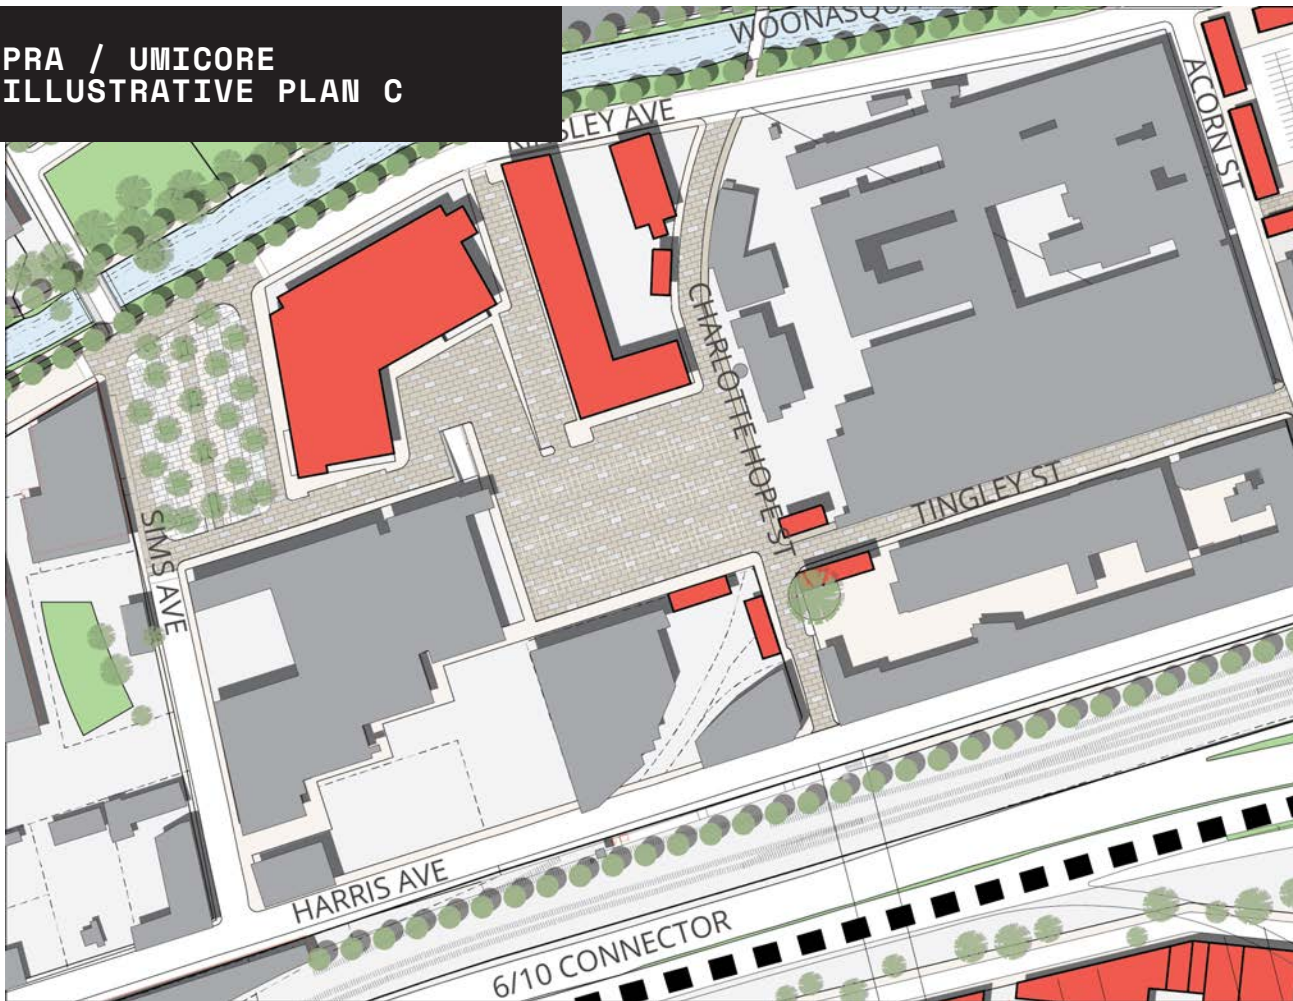 PRA / UMICORE
ILLUSTRATIVE PLAN C
ACORN ST
CHARLOTTE HOPE ST
TINGLEY ST
SIMS AVE
HARRIS AVE
6/10 CONNECTOR